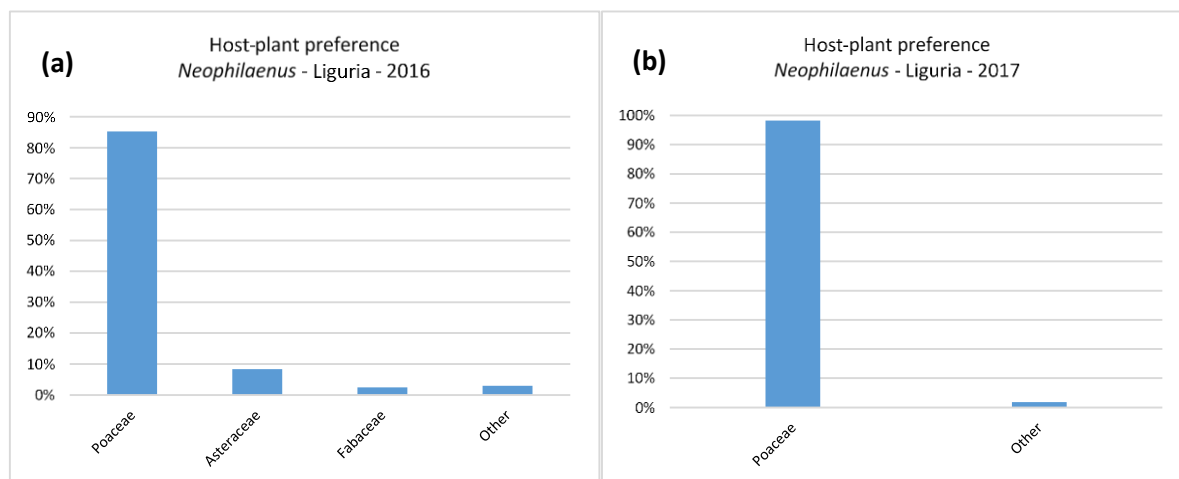 (a)
Host-plant preference
Neophilaenus - Liguria - 2016
90%
80%
70%
60%
50%
40%
30%
20%
10%
0%
Poaceae
Asteraceae
Fabaceae
Other
(b)
Host-plant preference
Neophilaenus - Liguria - 2017
100%
90%
80%
70%
60%
50%
40%
30%
20%
10%
0%
Poaceae
Other